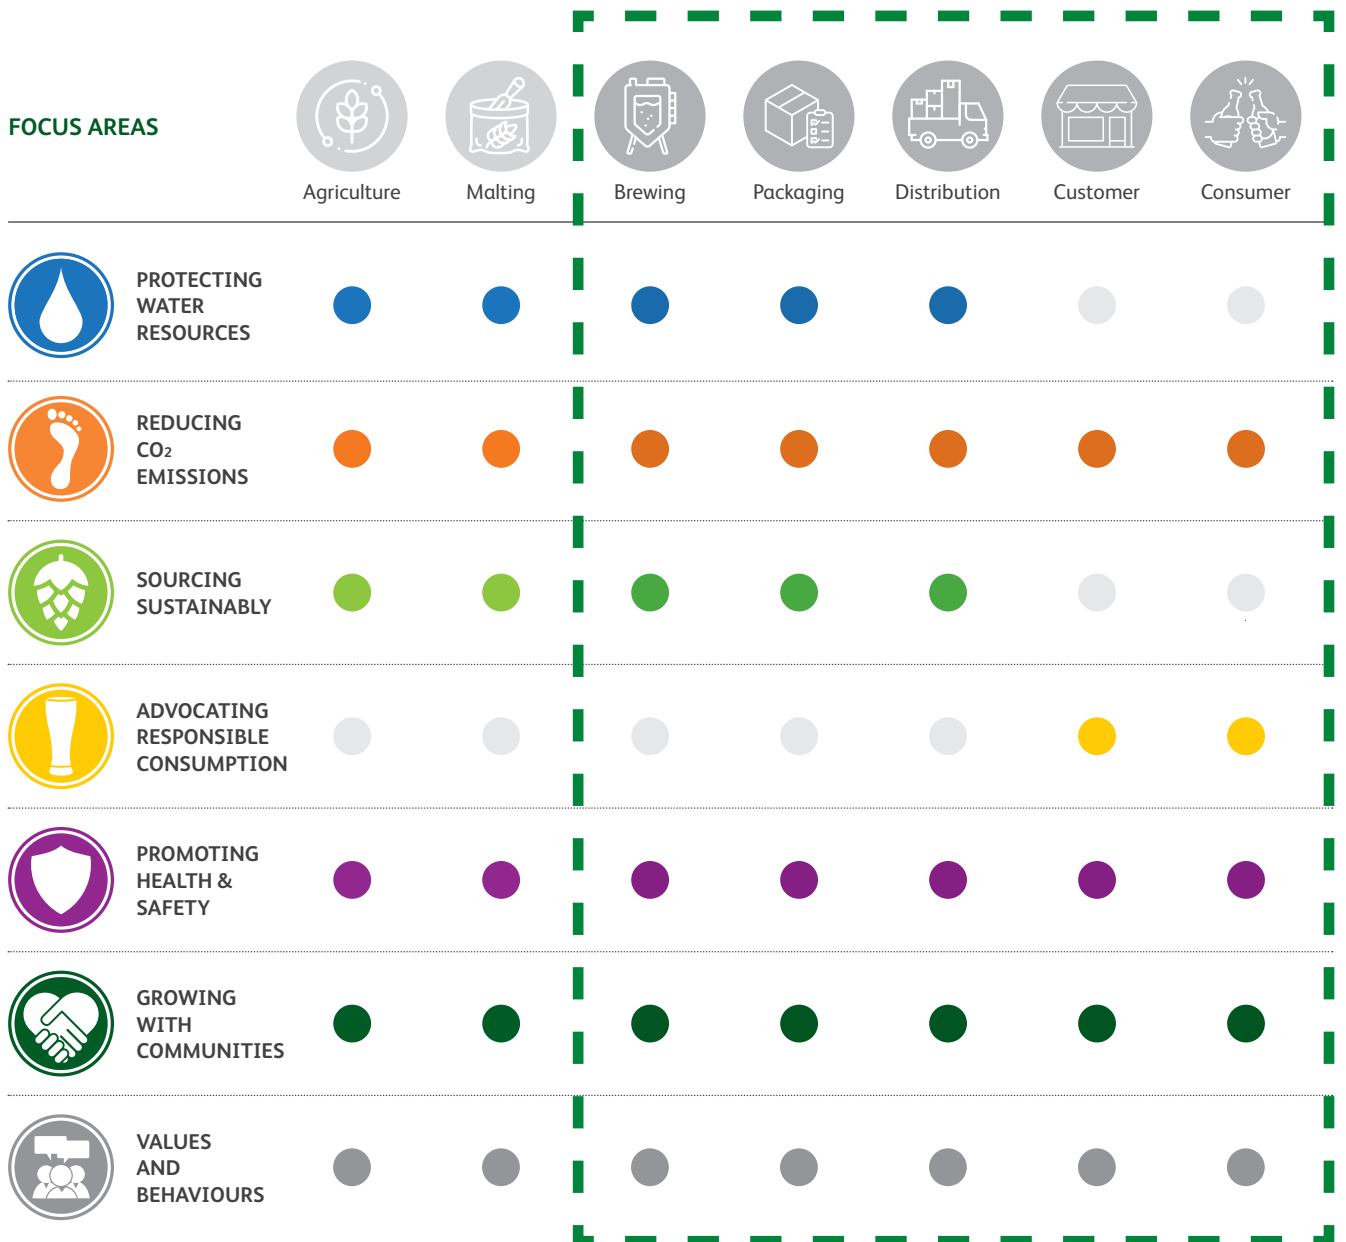 FOCUS AREAS
Agriculture
Malting
Brewing
Packaging
Distribution
Customer
Consumer
PROTECTING
WATER
RESOURCES
REDUCING
CO₂
EMISSIONS
SOURCING
SUSTAINABLY
ADVOCATING
RESPONSIBLE
CONSUMPTION
PROMOTING
HEALTH &
SAFETY
GROWING
WITH
COMMUNITIES
VALUES
AND
BEHAVIOURS